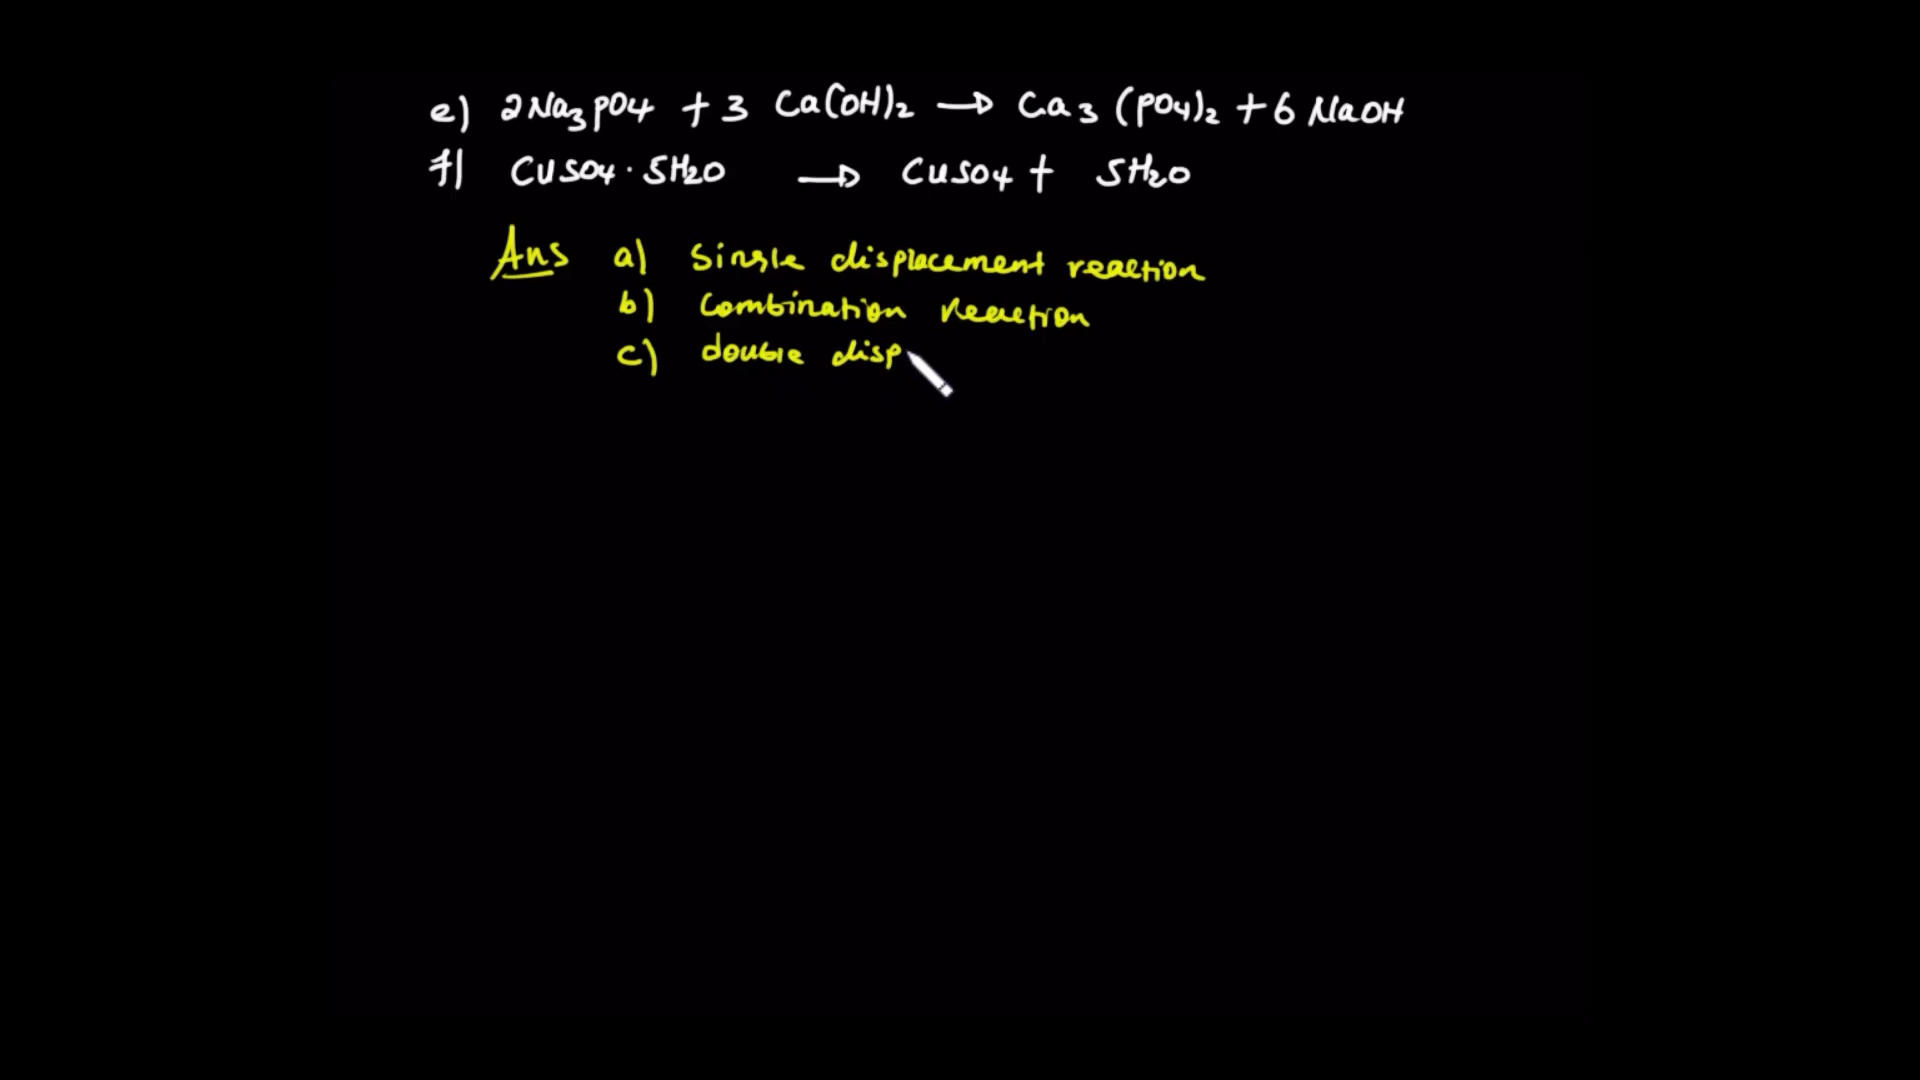 e) 2Na3PO4 + 3 Ca(OH)2 → Ca3 (PO4)2 + 6 NaOH
f) CuSO4 · 5H2O → CuSO4 + 5H2O
Ans a) Single displacement reaction
b) Combination Reaction
c) double disp